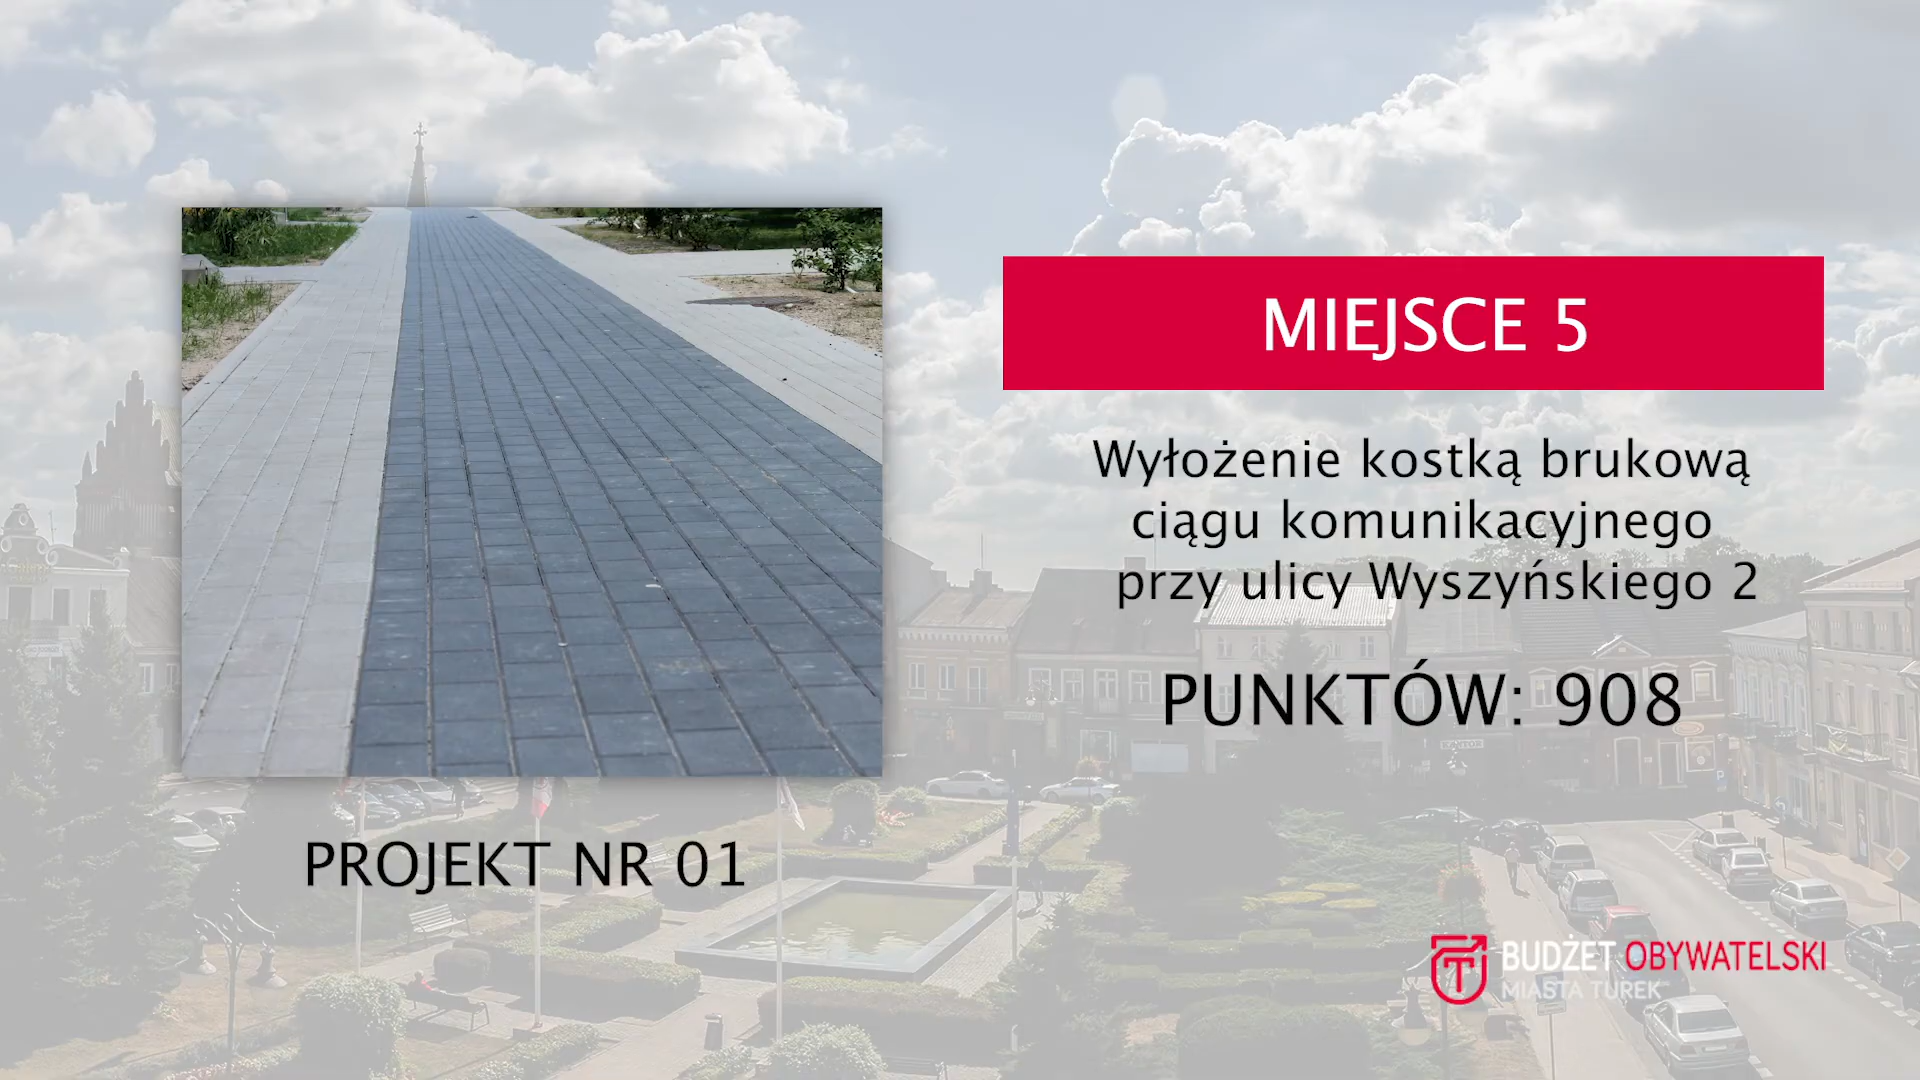 MIEJSCE 5
Wyłożenie kostką brukową
ciągu komunikacyjnego
przy ulicy Wyszyńskiego 2
PUNKTÓW: 908
PROJEKT NR 01
BUDŻET OBYWATELSKI
MIASTA TUREK
KANTOR